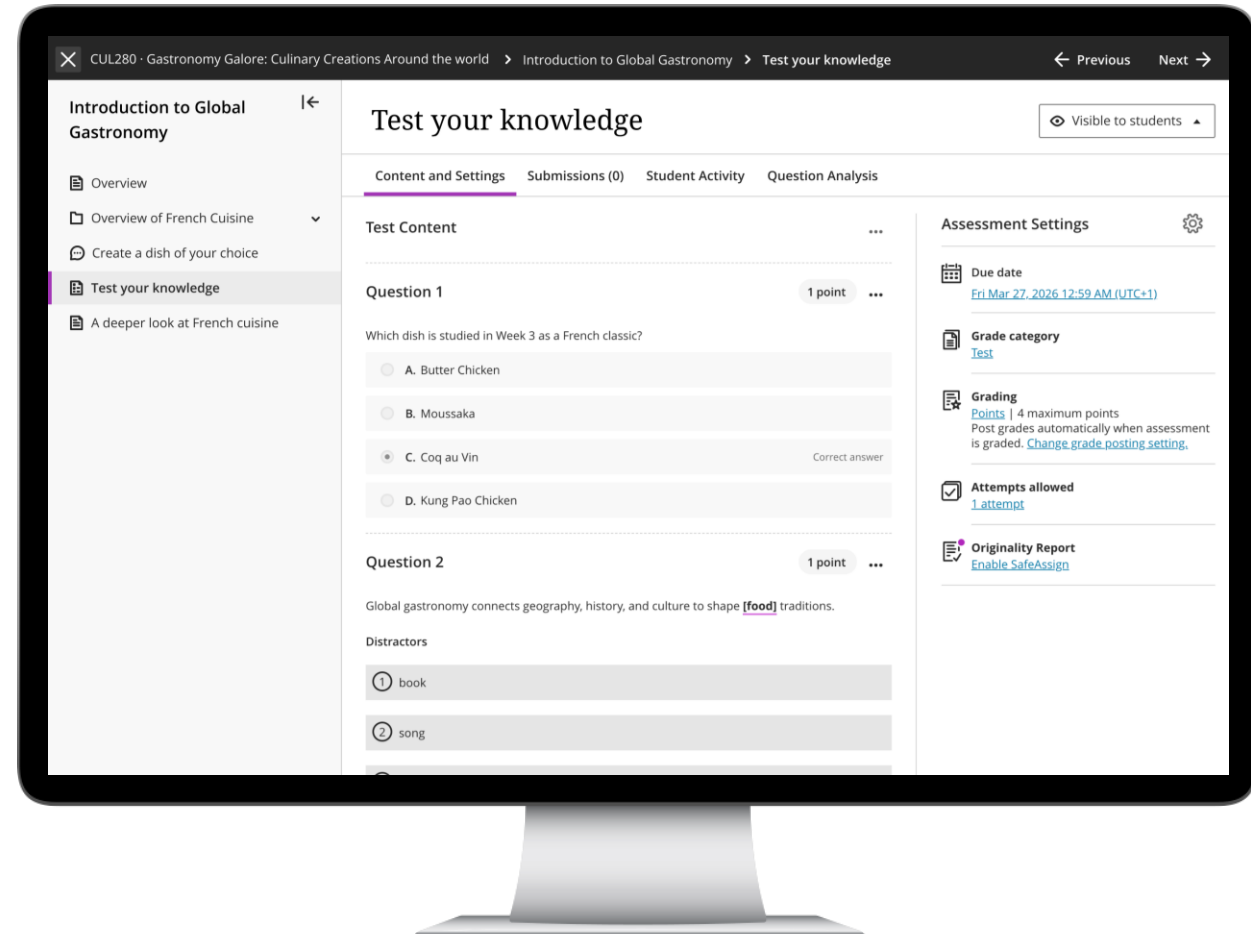 CUL280 · Gastronomy Galore: Culinary Creations Around the world > Introduction to Global Gastronomy > Test your knowledge
← Previous Next →
Introduction to Global
Gastronomy
Overview
Overview of French Cuisine
Create a dish of your choice
Test your knowledge
A deeper look at French cuisine
Test your knowledge
Visible to students
Content and Settings Submissions (0) Student Activity Question Analysis
Test Content
Question 1 1 point
Which dish is studied in Week 3 as a French classic?
A. Butter Chicken
B. Moussaka
C. Coq au Vin Correct answer
D. Kung Pao Chicken
Question 2 1 point
Global gastronomy connects geography, history, and culture to shape [food] traditions.
Distractors
1 book
2 song
Assessment Settings
Due date
Fri Mar 27, 2026 12:59 AM (UTC+1)
Grade category
Test
Grading
Points | 4 maximum points
Post grades automatically when assessment
is graded. Change grade posting setting.
Attempts allowed
1 attempt
Originality Report
Enable SafeAssign